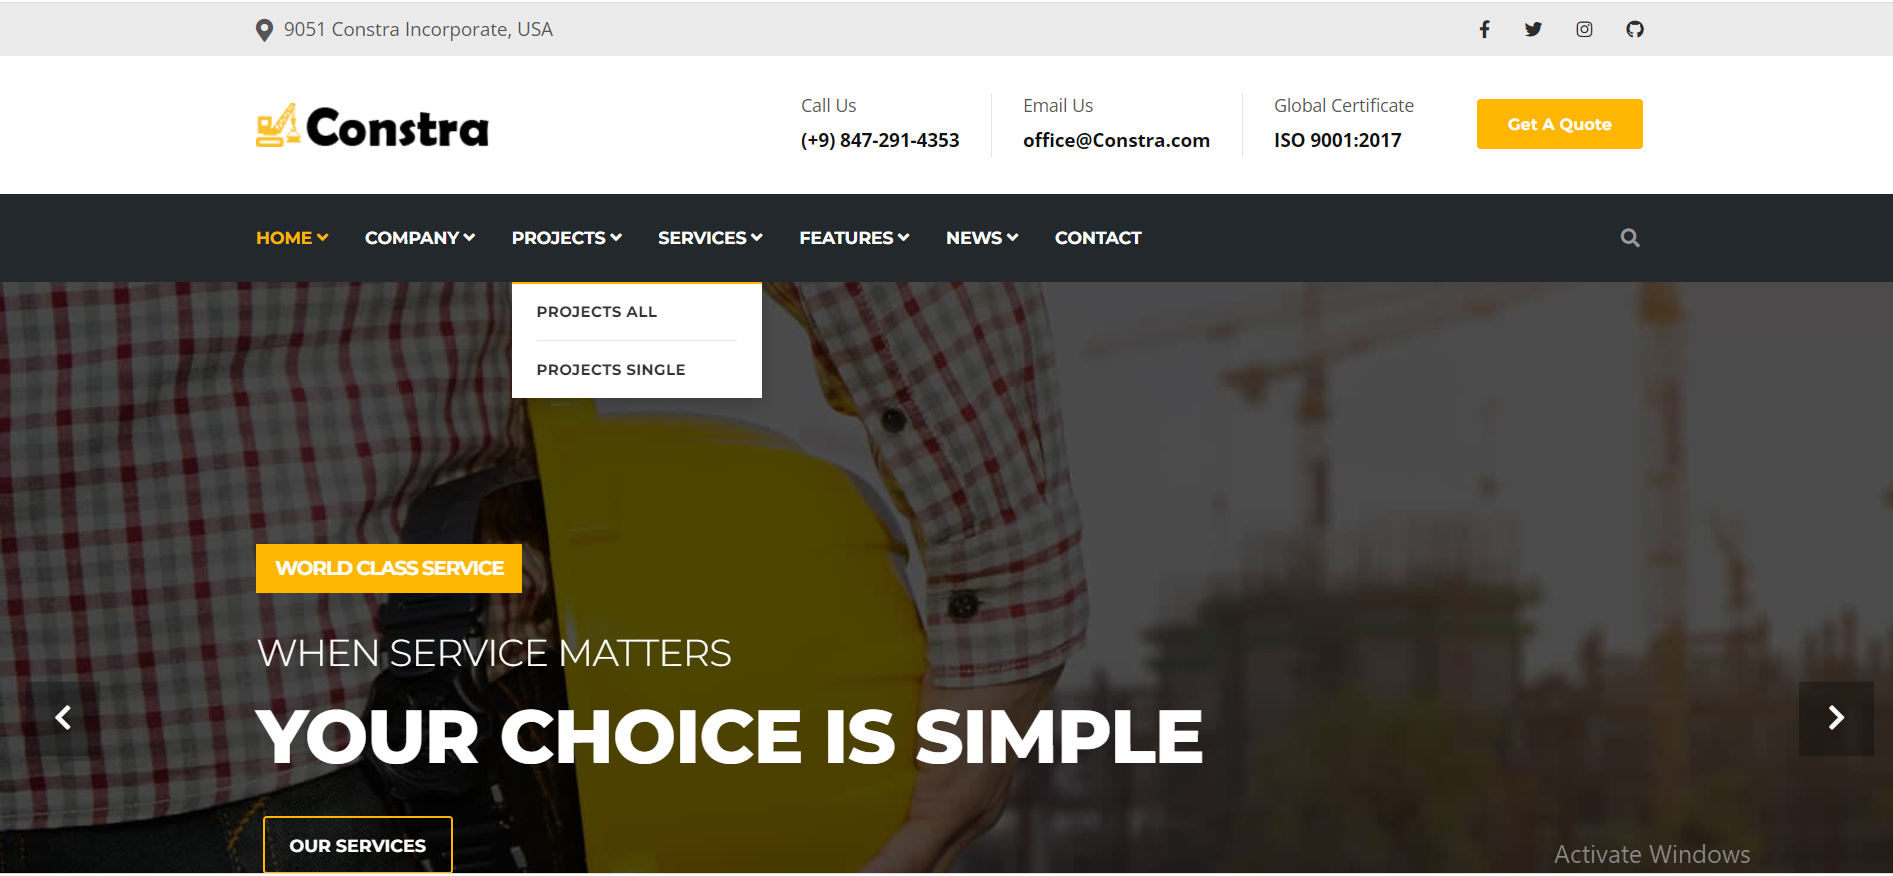 9051 Constra Incorporate, USA
Constra
Call Us
(+9) 847-291-4353
Email Us
office@Constra.com
Global Certificate
ISO 9001:2017
Get A Quote
HOME COMPANY PROJECTS SERVICES FEATURES NEWS CONTACT
PROJECTS ALL
PROJECTS SINGLE
WORLD CLASS SERVICE
WHEN SERVICE MATTERS
YOUR CHOICE IS SIMPLE
OUR SERVICES
Activate Windows